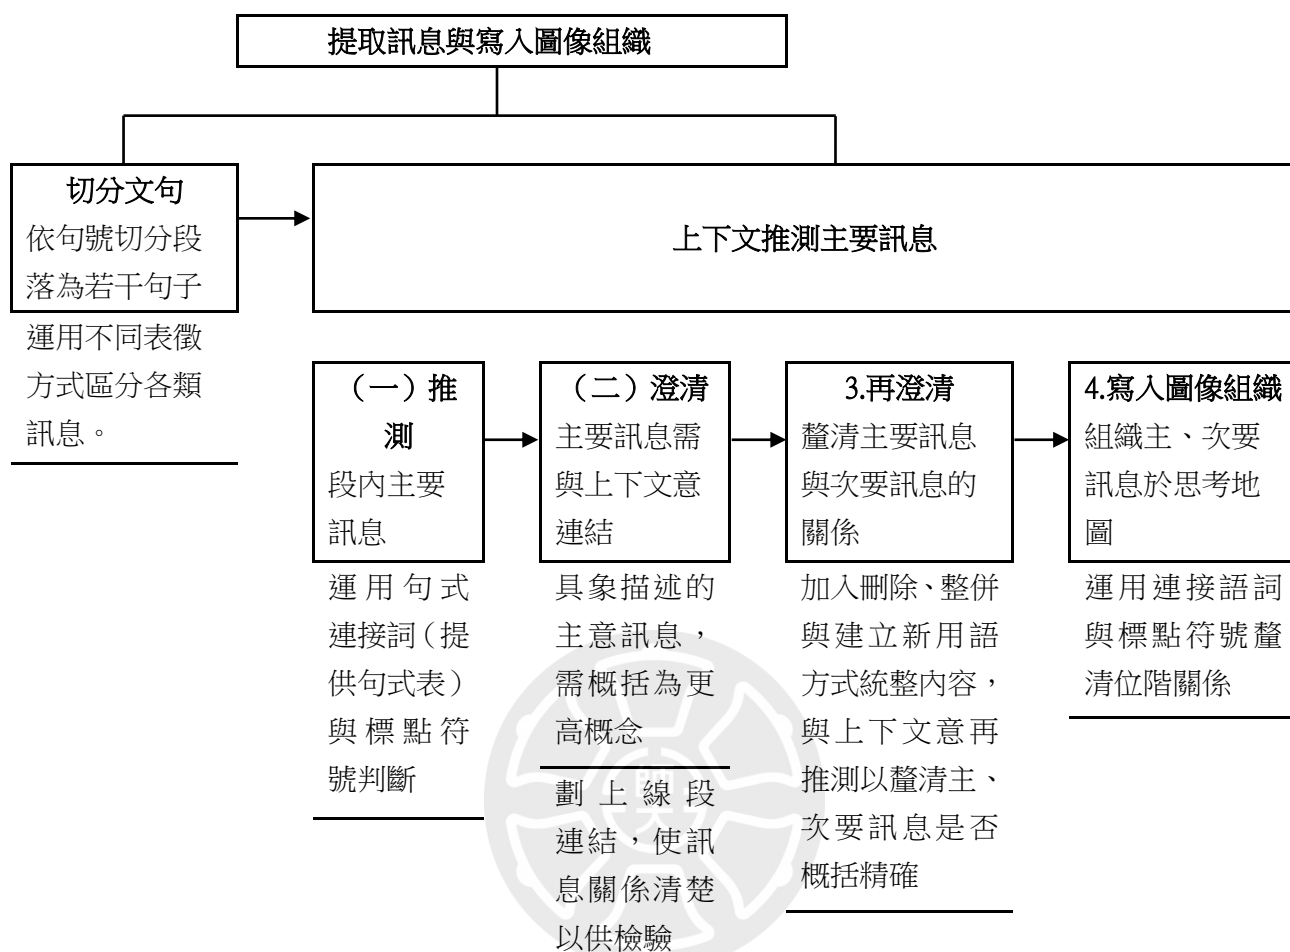 提取訊息與寫入圖像組織
切分文句
依句號切分段
落為若干句子
運用不同表徵
方式區分各類
訊息。
上下文推測主要訊息
（一）推
測
段內主要
訊息
運用句式
連接詞（提
供句式表）
與標點符
號判斷
（二）澄清
主要訊息需
與上下文意
連結
具象描述的
主意訊息，
需概括為更
高概念
劃上線段
連結，使訊
息關係清楚
以供檢驗
3.再澄清
釐清主要訊息
與次要訊息的
關係
加入刪除、整併
與建立新用語
方式統整內容，
與上下文意再
推測以釐清主、
次要訊息是否
概括精確
4.寫入圖像組織
組織主、次要
訊息於思考地
圖
運用連接語詞
與標點符號釐
清位階關係